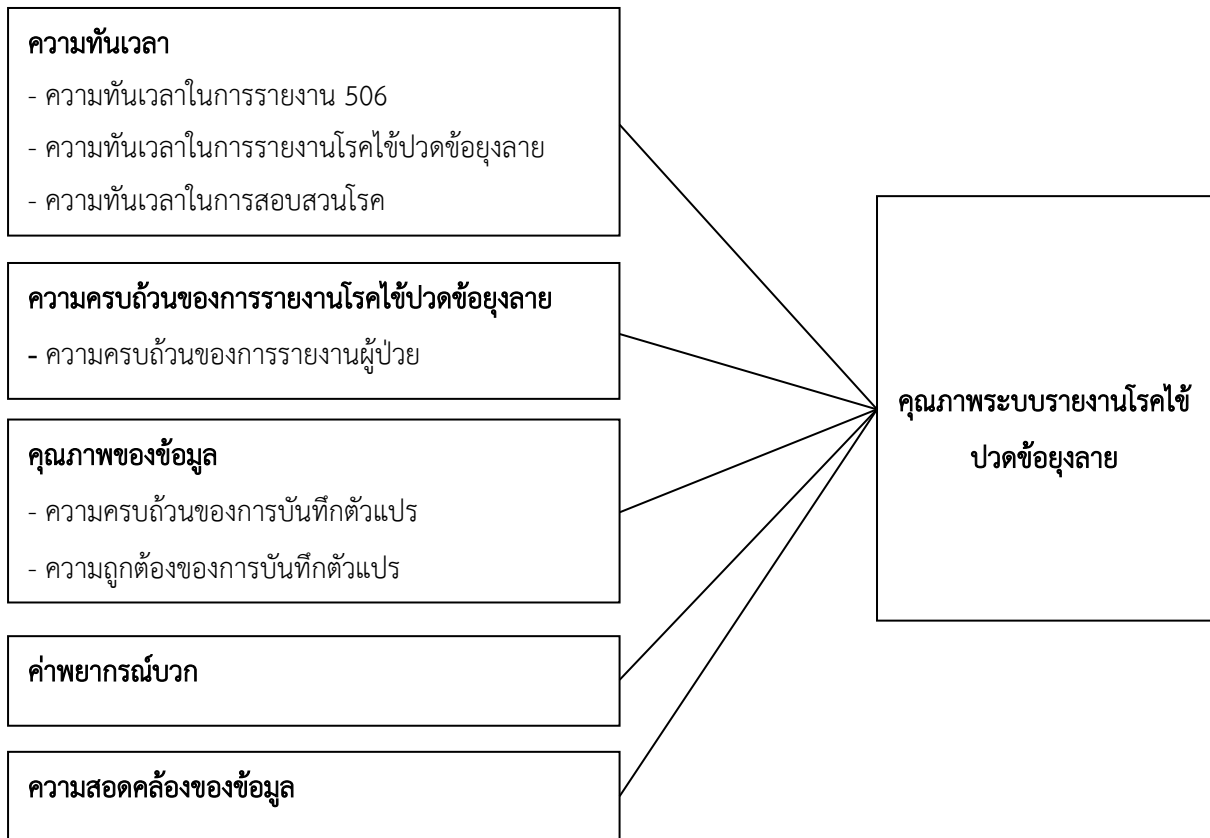 ความทันเวลา
- ความทันเวลาในการรายงาน 506
- ความทันเวลาในการรายงานโรคไข้ปวดข้อยุงลาย
- ความทันเวลาในการสอบสวนโรค
ความครบถ้วนของการรายงานโรคไข้ปวดข้อยุงลาย
- ความครบถ้วนของการรายงานผู้ป่วย
คุณภาพของข้อมูล
- ความครบถ้วนของการบันทึกตัวแปร
- ความถูกต้องของการบันทึกตัวแปร
ค่าพยากรณ์บวก
ความสอดคล้องของข้อมูล
คุณภาพระบบรายงานโรคไข้
ปวดข้อยุงลาย